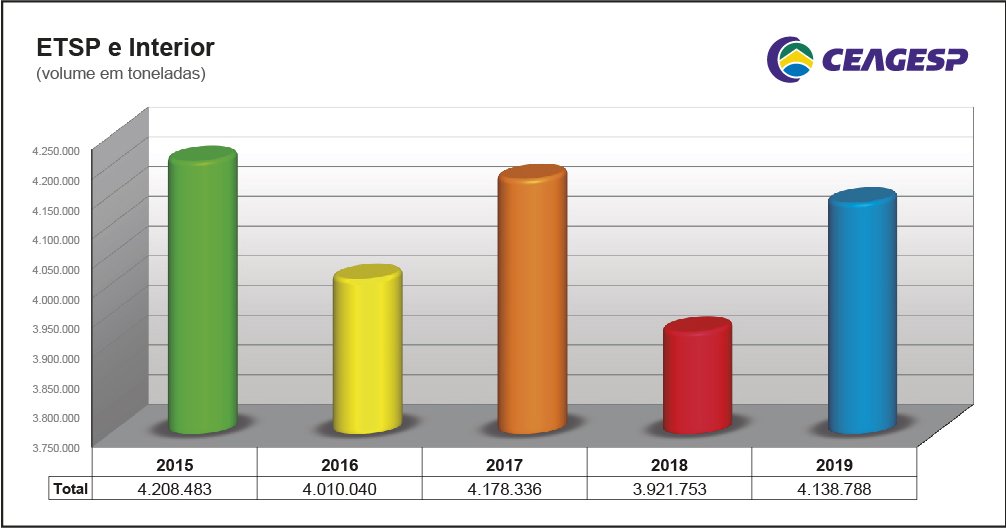 ETSP e Interior
(volume em toneladas)
CEAGESP
4.250.000
4.200.000
4.150.000
4.100.000
4.050.000
4.000.000
3.950.000
3.900.000
3.850.000
3.800.000
3.750.000
2015 2016 2017 2018 2019
Total 4.208.483 4.010.040 4.178.336 3.921.753 4.138.788